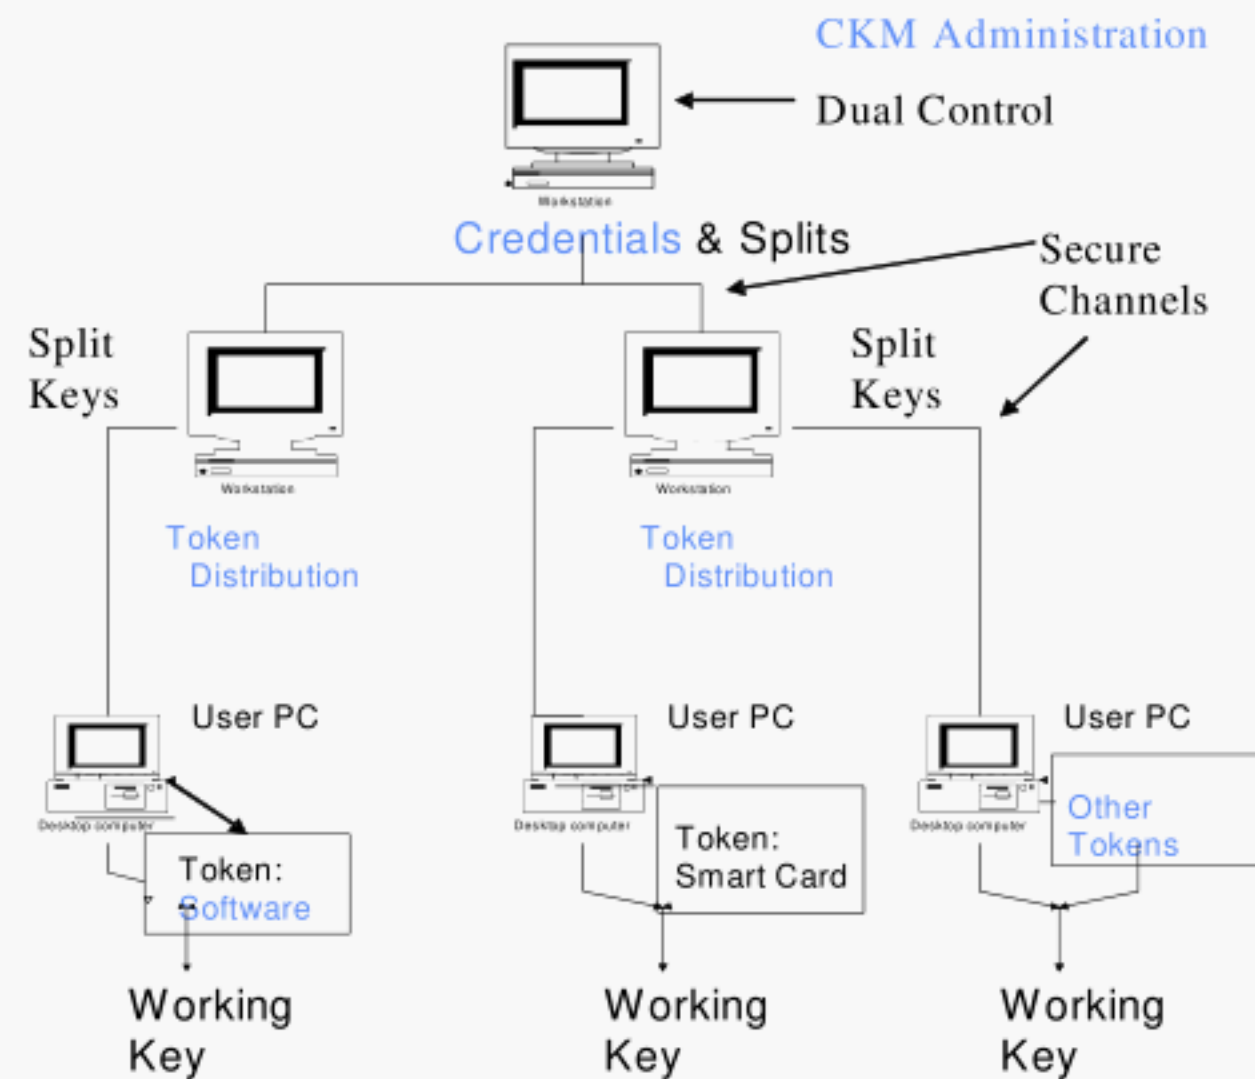 CKM Administration
Dual Control
Workstation
Credentials & Splits
Secure
Channels
Split
Keys
Split
Keys
Workstation
Workstation
Token
Distribution
Token
Distribution
User PC
User PC
User PC
Desktop computer
Desktop computer
Desktop computer
Token:
Software
Token:
Smart Card
Other
Tokens
Working
Key
Working
Key
Working
Key